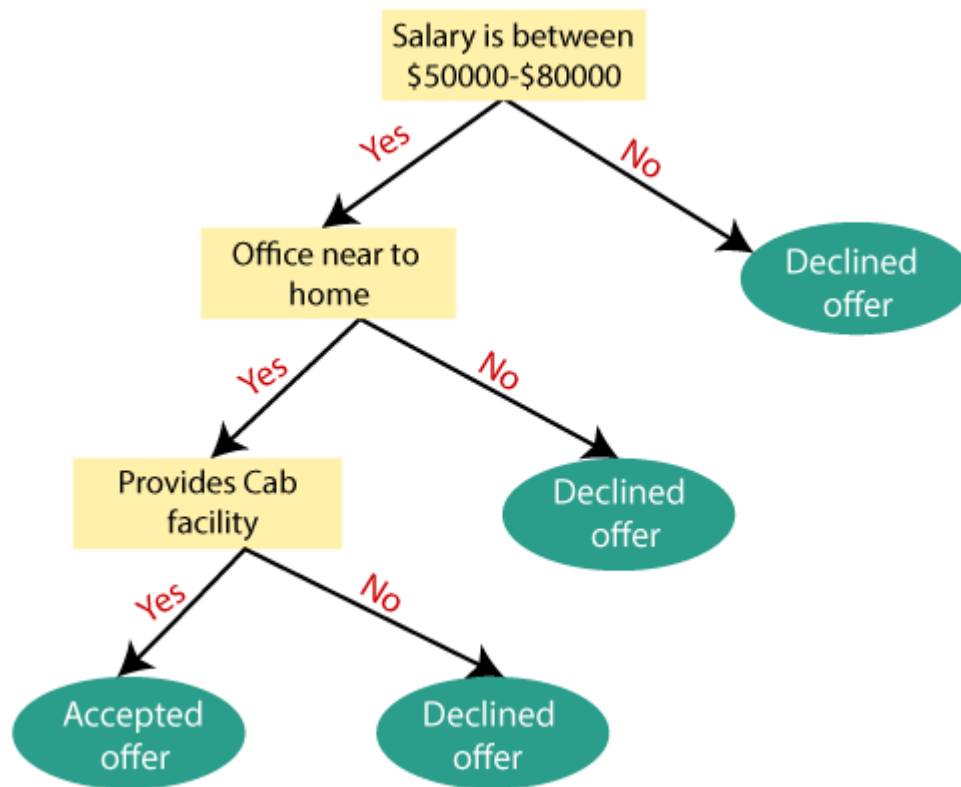 Salary is between
$50000-$80000
Yes
No
Office near to
home
Declined
offer
Yes
No
Provides Cab
facility
Declined
offer
Yes
No
Accepted
offer
Declined
offer